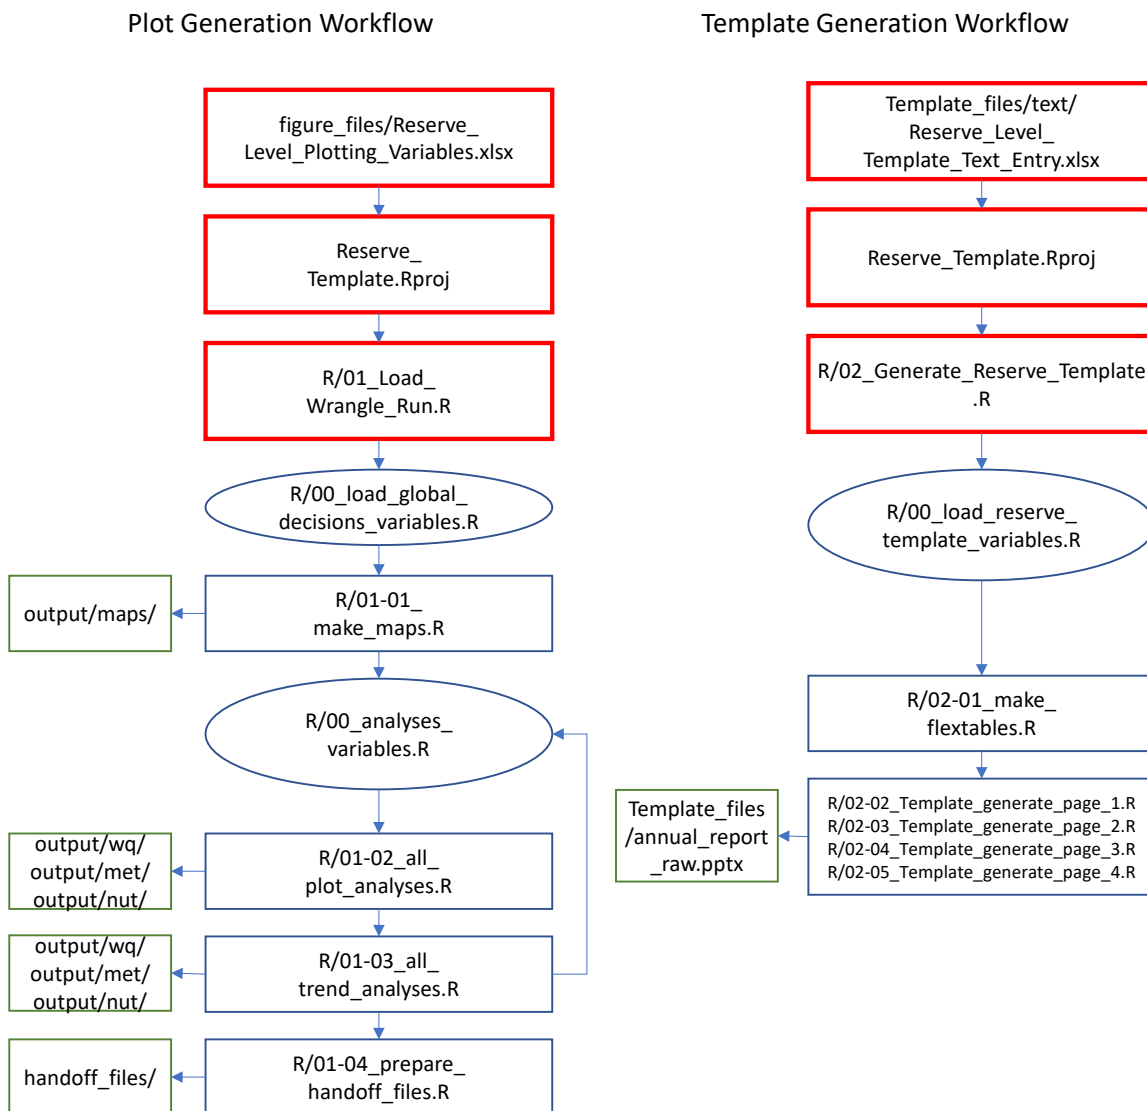 Plot Generation Workflow
figure_files/Reserve_
Level_Plotting_Variables.xlsx
Reserve_
Template.Rproj
R/01_Load_
Wrangle_Run.R
R/00_load_global_
decisions_variables.R
output/maps/
R/01-01_
make_maps.R
R/00_analyses_
variables.R
output/wq/
output/met/
output/nut/
R/01-02_all_
plot_analyses.R
output/wq/
output/met/
output/nut/
R/01-03_all_
trend_analyses.R
handoff_files/
R/01-04_prepare_
handoff_files.R
Template Generation Workflow
Template_files/text/
Reserve_Level_
Template_Text_Entry.xlsx
Reserve_Template.Rproj
R/02_Generate_Reserve_Template
.R
R/00_load_reserve_
template_variables.R
R/02-01_make_
flextables.R
Template_files
/annual_report
_raw.pptx
R/02-02_Template_generate_page_1.R
R/02-03_Template_generate_page_2.R
R/02-04_Template_generate_page_3.R
R/02-05_Template_generate_page_4.R